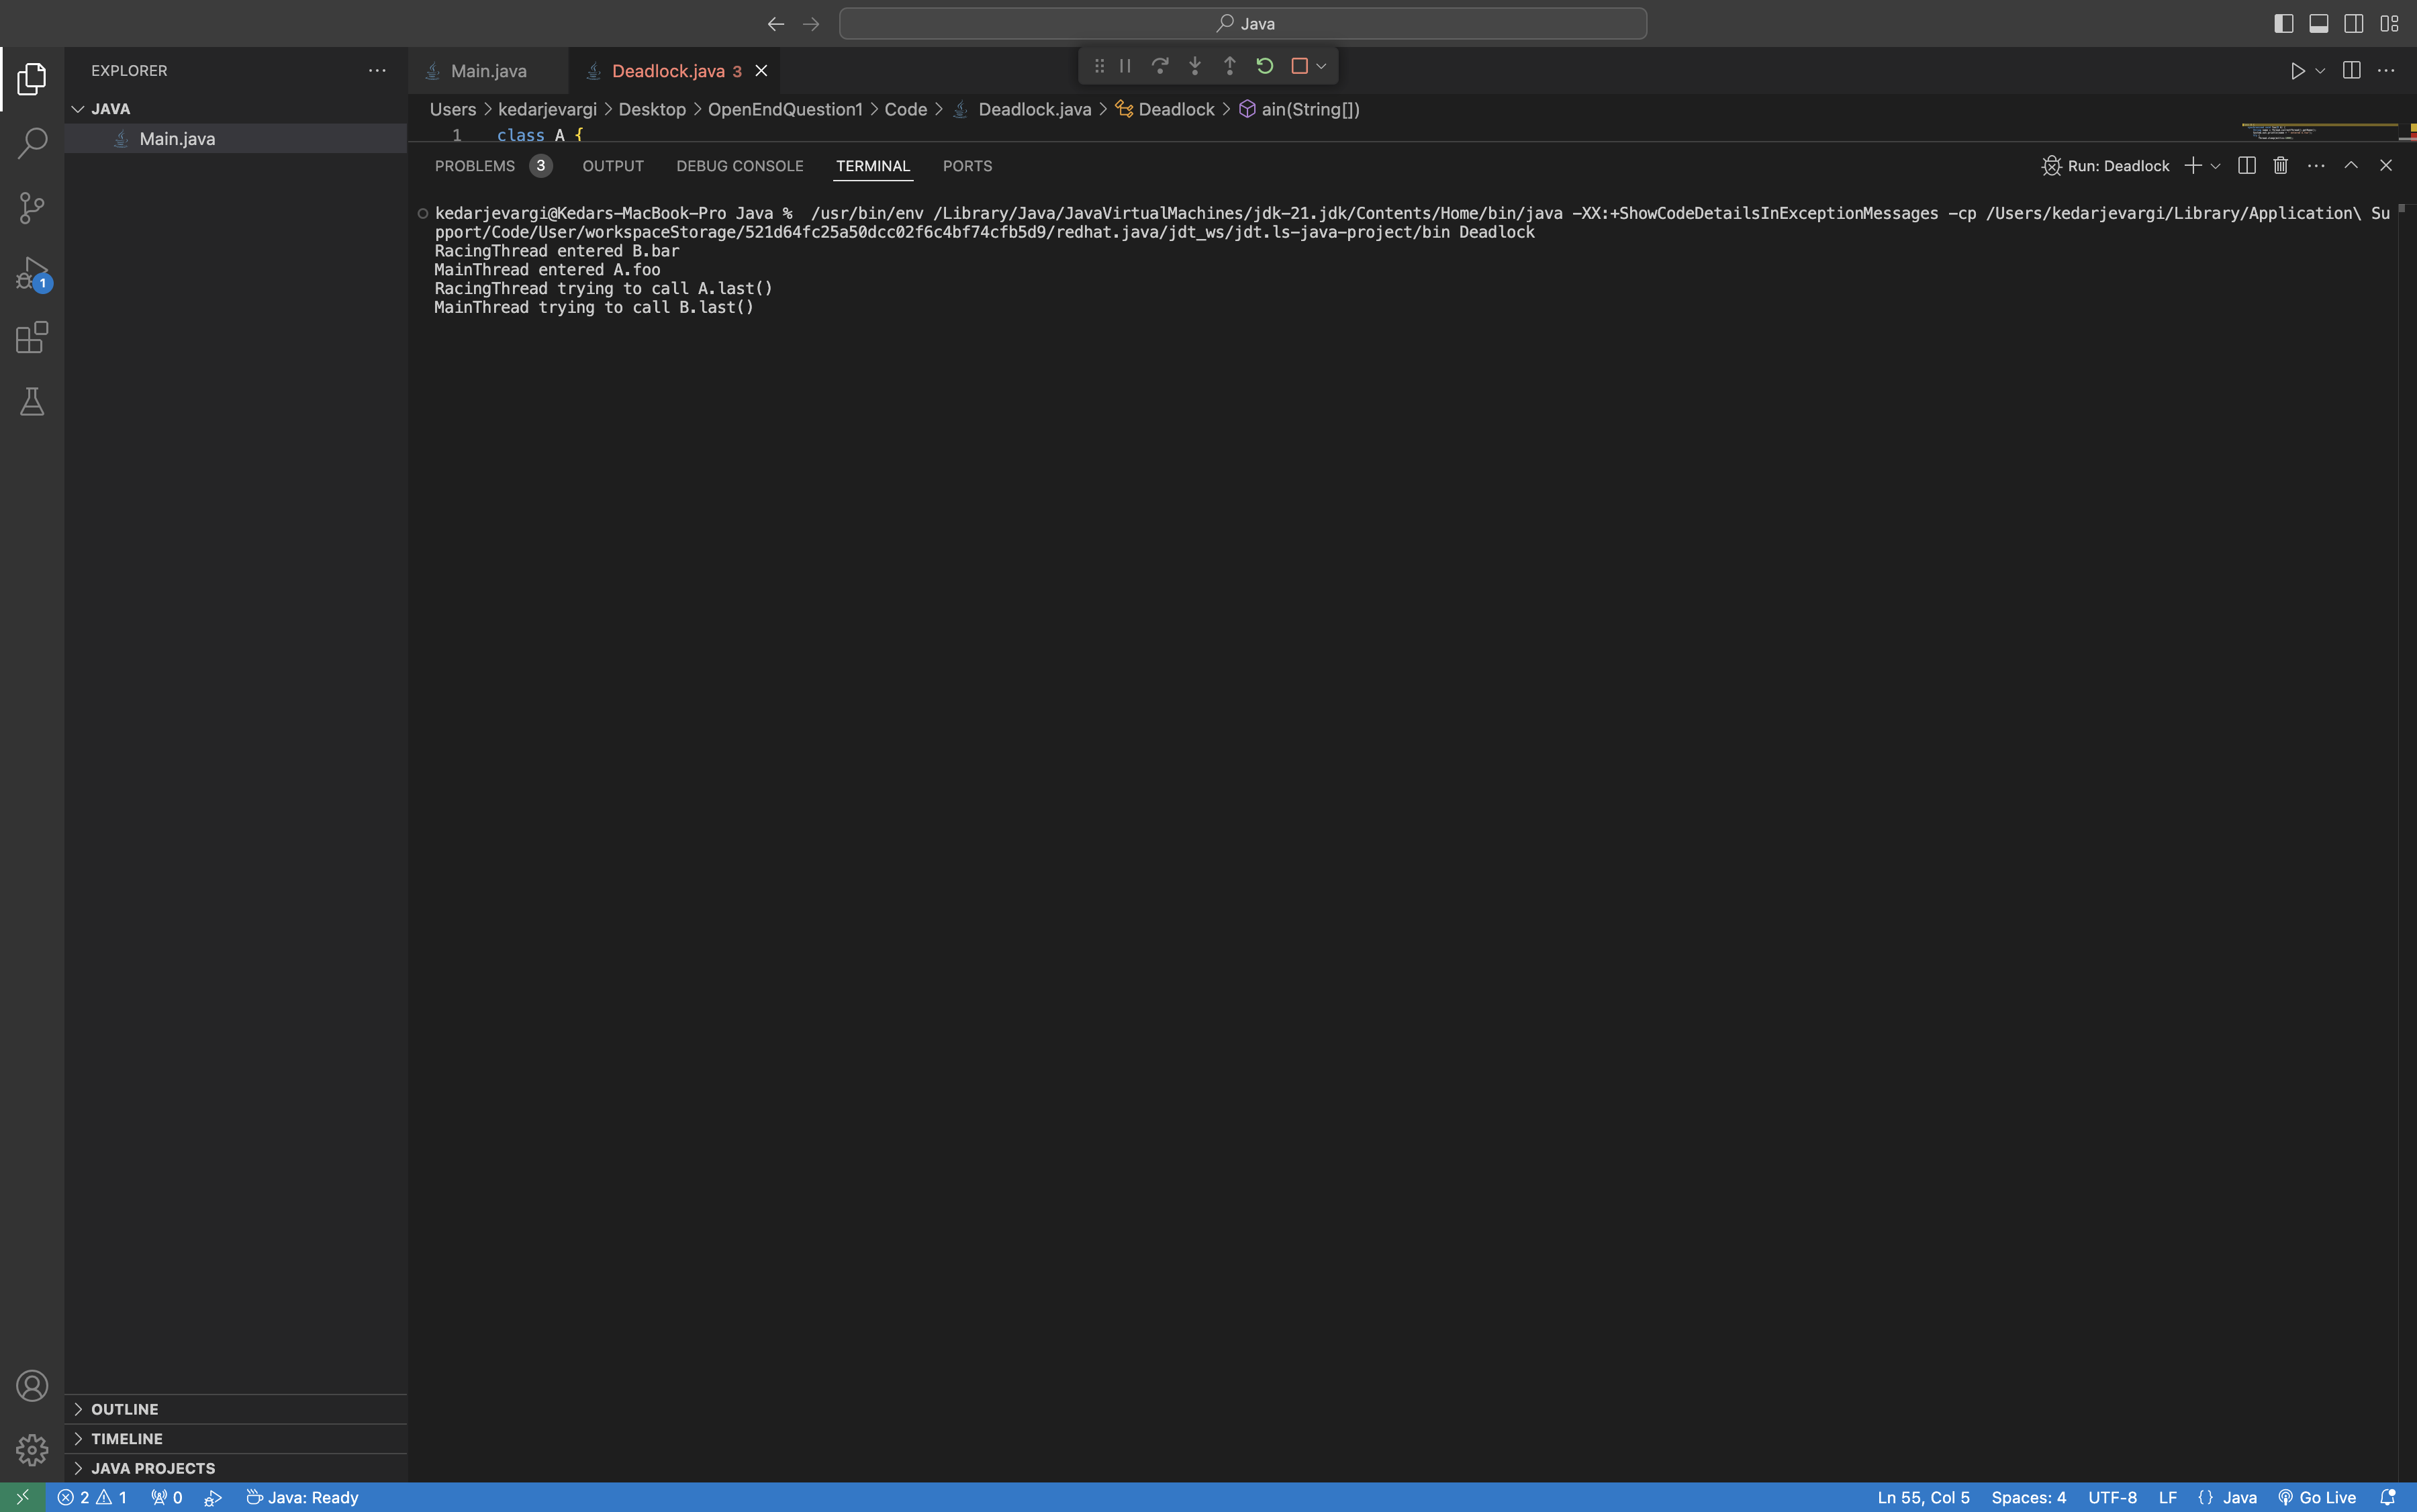 Java
EXPLORER
Main.java
Deadlock.java 3
JAVA
Users > kedarjevargi > Desktop > OpenEndQuestion1 > Code > Deadlock.java > Deadlock > ain(String[])
Main.java
1 class A {
PROBLEMS 3 OUTPUT DEBUG CONSOLE TERMINAL PORTS
Run: Deadlock
kedarjevargi@Kedars-MacBook-Pro Java %  /usr/bin/env /Library/Java/JavaVirtualMachines/jdk-21.jdk/Contents/Home/bin/java -XX:+ShowCodeDetailsInExceptionMessages -cp /Users/kedarjevargi/Library/Application\ Su
pport/Code/User/workspaceStorage/521d64fc25a50dcc02f6c4bf74cfb5d9/redhat.java/jdt_ws/jdt.ls-java-project/bin Deadlock
RacingThread entered B.bar
MainThread entered A.foo
RacingThread trying to call A.last()
MainThread trying to call B.last()
1
OUTLINE
TIMELINE
JAVA PROJECTS
2 1 0 Java: Ready
Ln 55, Col 5 Spaces: 4 UTF-8 LF {} Java Go Live